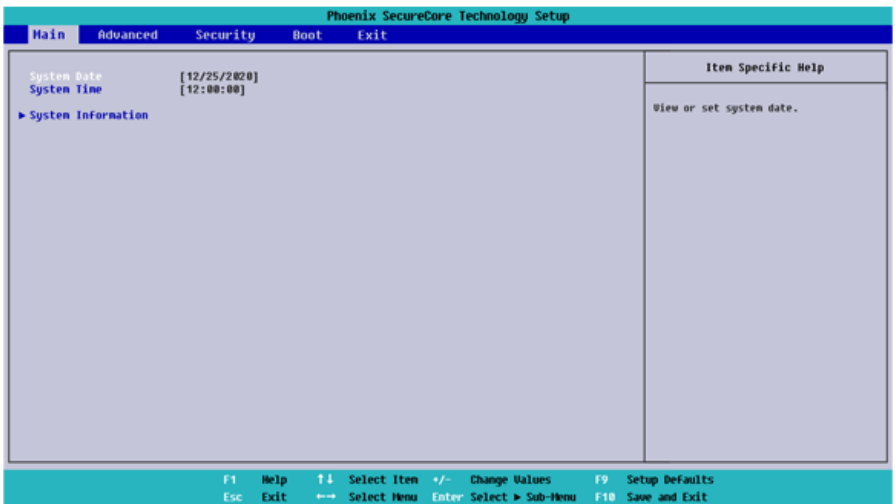 Phoenix SecureCore Technology Setup
Main Advanced Security Boot Exit
System Date [12/25/2020]
System Time [12:00:00]
▶ System Information
Item Specific Help
View or set system date.
F1 Help ↑↓ Select Item +/- Change Values F9 Setup Defaults
Esc Exit ←→ Select Menu Enter Select ▶ Sub-Menu F10 Save and Exit